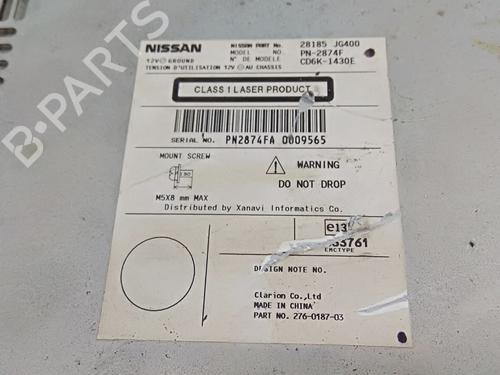 NISSAN
NISSAN PART No. 28185 JG400
MODEL NO. PN-2874F
12V ⊖ GROUND N° DE MODELE CD6K-1430E
TENSION D'UTILISATION 12V ⊖ AU CHASSIS
CLASS 1 LASER PRODUCT
SERIAL NO. PN2874FA 0009565
MOUNT SCREW
WARNING
DO NOT DROP
M5X8 mm MAX
Distributed by Xanavi Informatics Co.
e13
33761
EMCTYPE
DESIGN NOTE NO.
Clarion Co.,Ltd
MADE IN CHINA
PART NO. 276-0187-03
B-PARTS